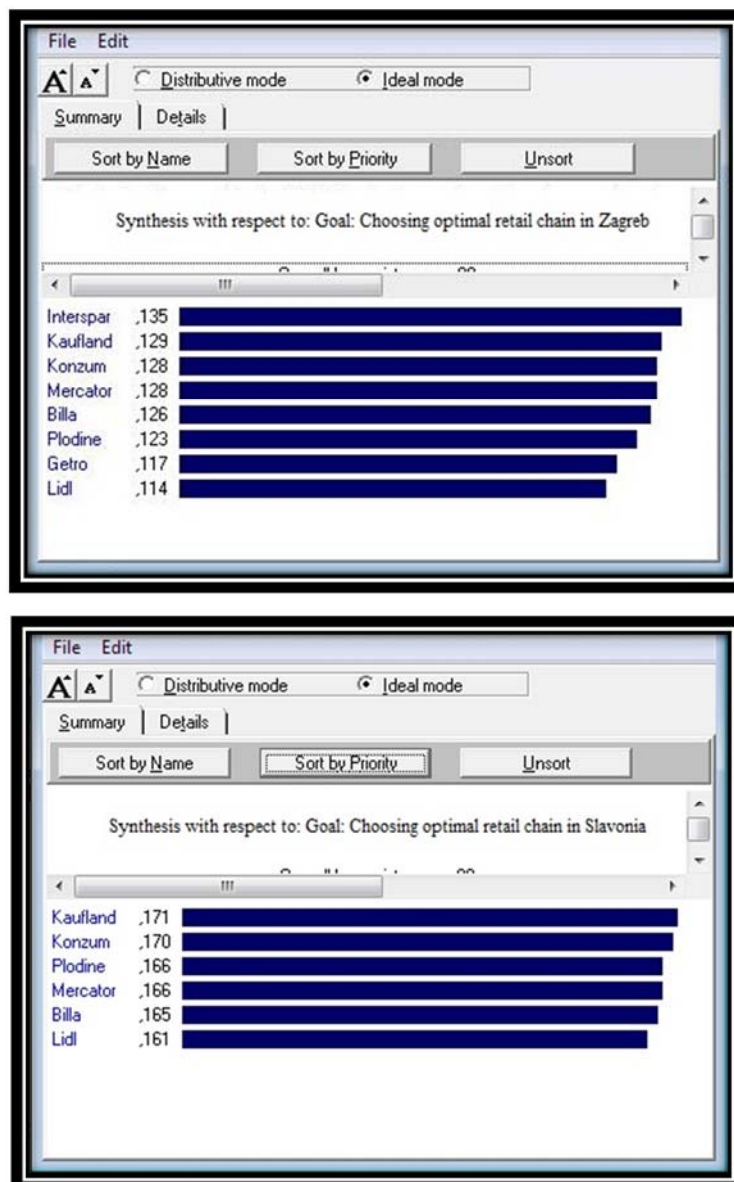 File Edit
A A Distributive mode Ideal mode
Summary Details
Sort by Name Sort by Priority Unsort
Synthesis with respect to: Goal: Choosing optimal retail chain in Zagreb
Interspar ,135
Kaufland ,129
Konzum ,128
Mercator ,128
Billa ,126
Plodine ,123
Getro ,117
Lidl ,114
File Edit
A A Distributive mode Ideal mode
Summary Details
Sort by Name Sort by Priority Unsort
Synthesis with respect to: Goal: Choosing optimal retail chain in Slavonia
Kaufland ,171
Konzum ,170
Plodine ,166
Mercator ,166
Billa ,165
Lidl ,161